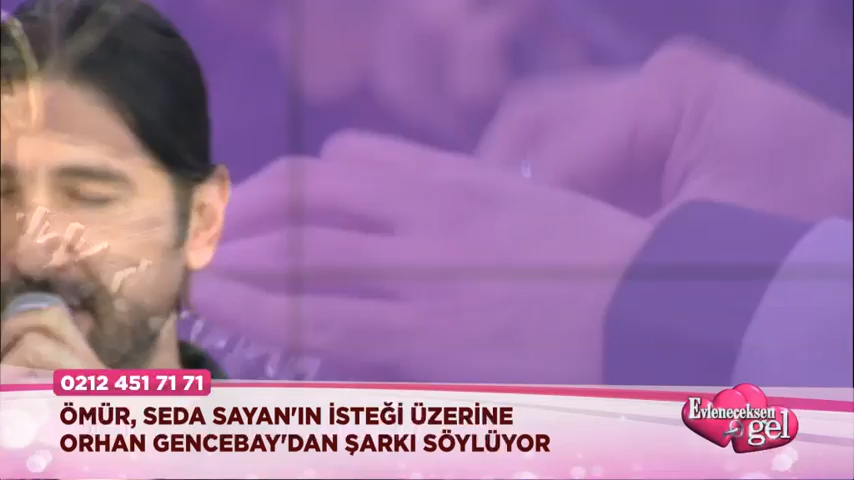 0212 451 71 71
ÖMÜR, SEDA SAYAN'IN İSTEĞİ ÜZERİNE
ORHAN GENCEBAY'DAN ŞARKI SÖYLÜYOR
Evleneceksen
gel